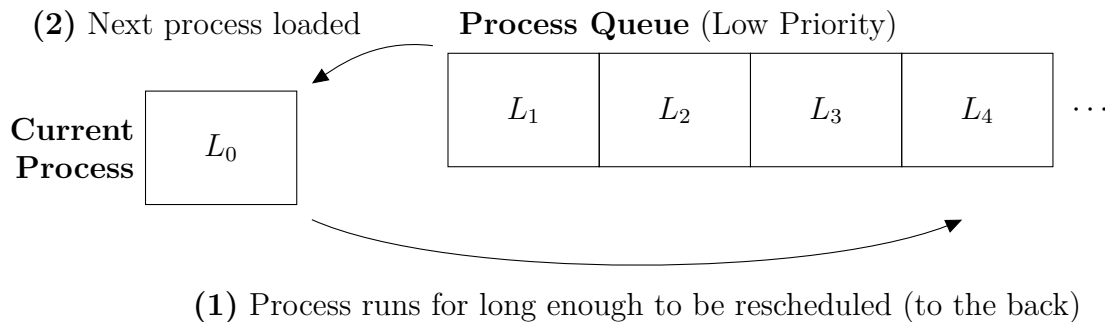 (2) Next process loaded
Process Queue (Low Priority)
L₁ L₂ L₃ L₄ ···
Current
Process
L₀
(1) Process runs for long enough to be rescheduled (to the back)